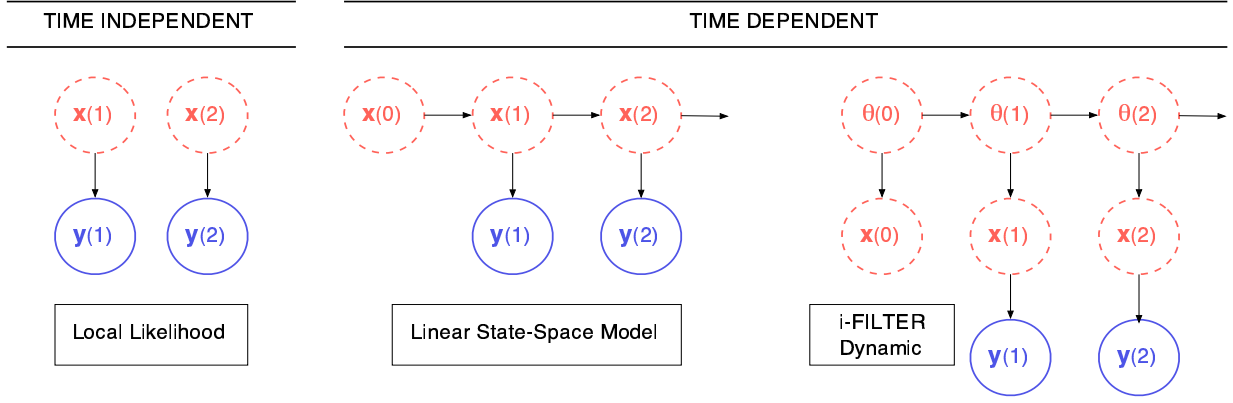 TIME INDEPENDENT
TIME DEPENDENT
x(1) x(2)
x(0) x(1) x(2)
θ(0) θ(1) θ(2)
y(1) y(2)
y(1) y(2)
x(0) x(1) x(2)
Local Likelihood
Linear State-Space Model
i-FILTER
Dynamic
y(1) y(2)